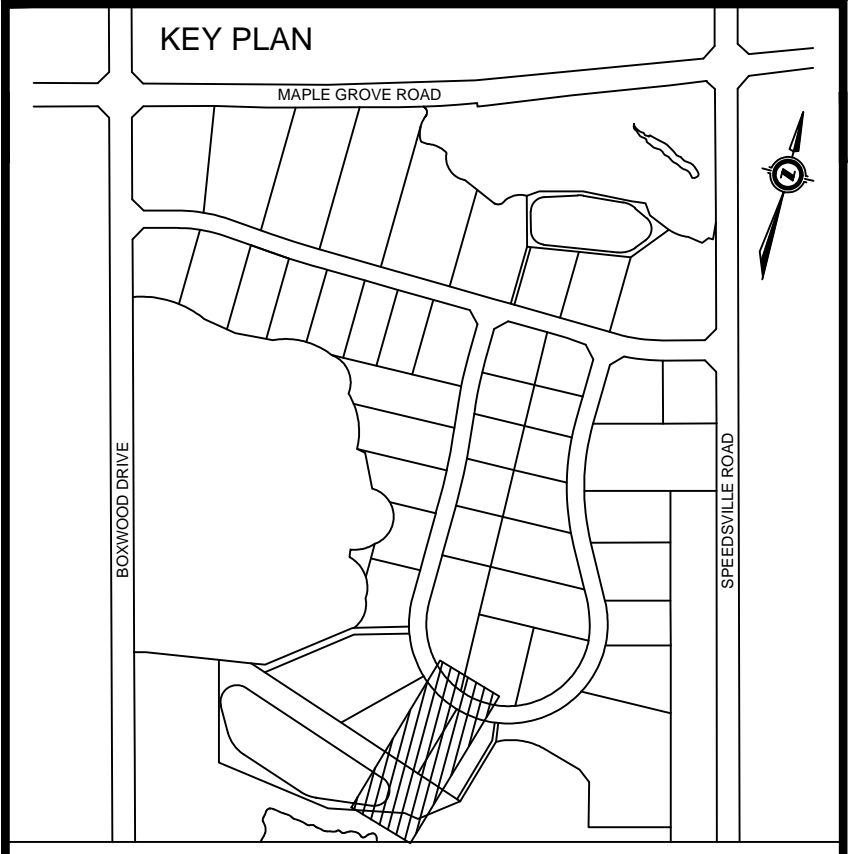 KEY PLAN
MAPLE GROVE ROAD
BOXWOOD DRIVE
SPEEDSVILLE ROAD
N